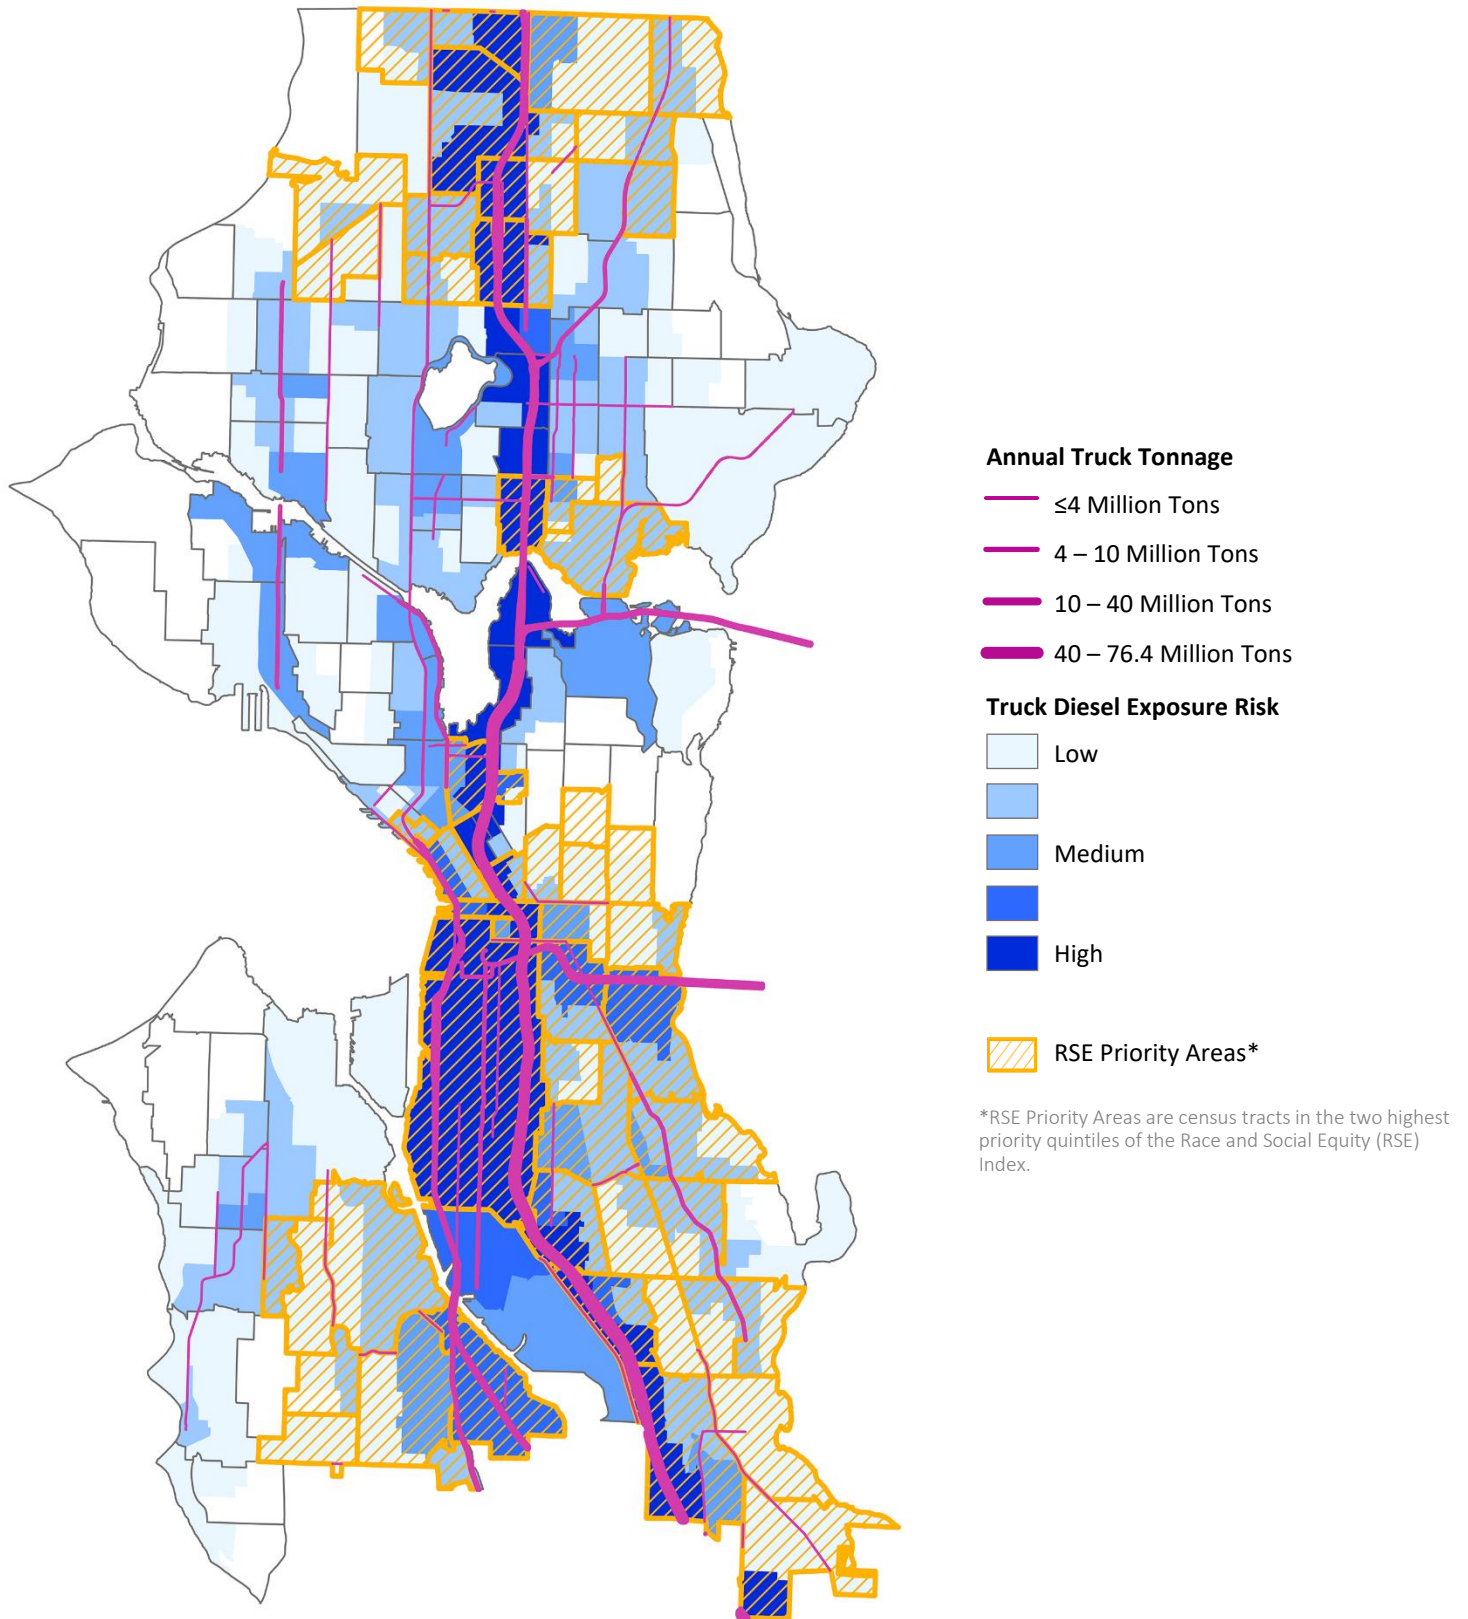 Annual Truck Tonnage
≤4 Million Tons
4 – 10 Million Tons
10 – 40 Million Tons
40 – 76.4 Million Tons
Truck Diesel Exposure Risk
Low
Medium
High
RSE Priority Areas*
*RSE Priority Areas are census tracts in the two highest
priority quintiles of the Race and Social Equity (RSE)
Index.